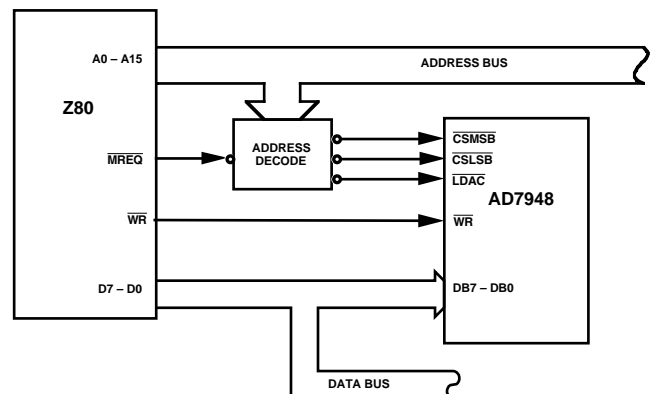 A0 – A15
ADDRESS BUS
Z80
ADDRESS
DECODE
CSMSB
MREQ
CSLSB
LDAC
AD7948
WR
WR
D7 – D0
DB7 – DB0
DATA BUS